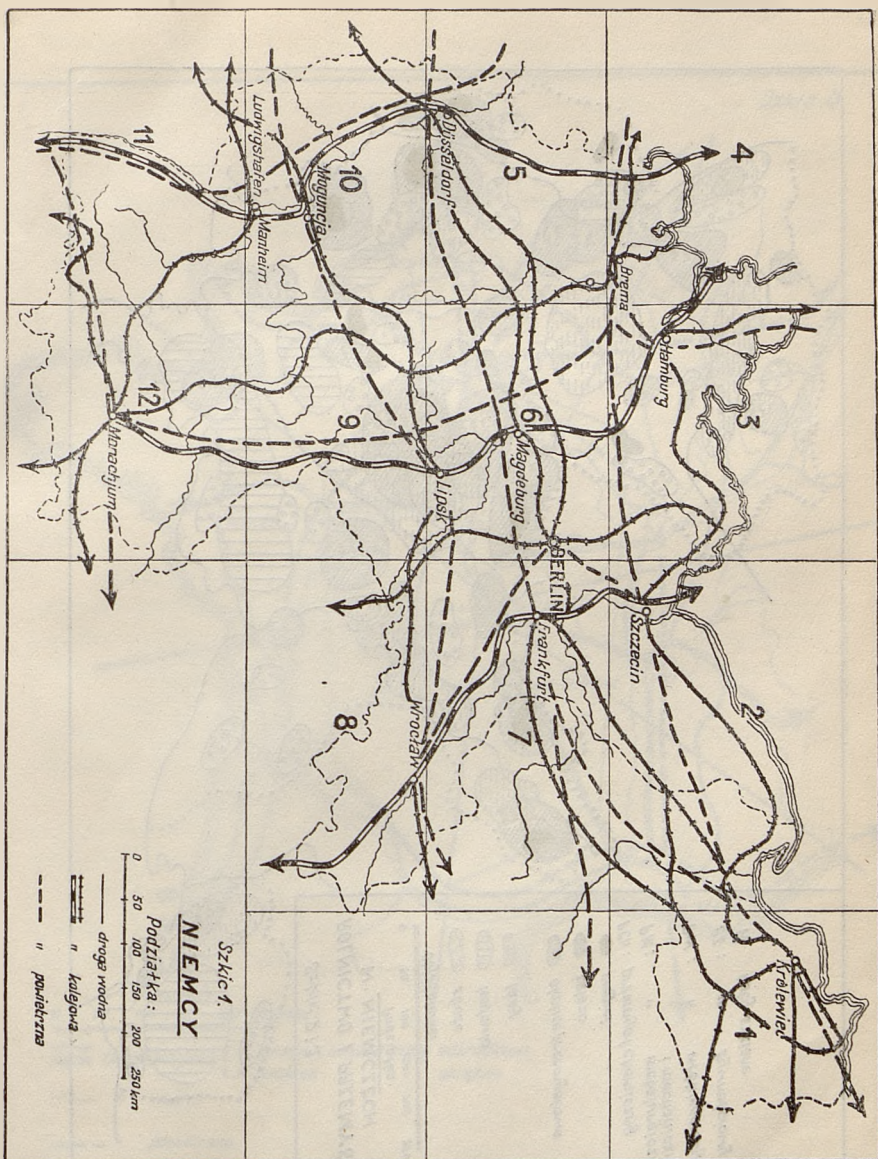 Szkic 1.
NIEMCY
Podziałka:
0 50 100 150 200 250 km
droga wodna
" kolejowa
" powietrzna
1
2
3
4
5
6
7
8
9
10
11
12
Królewiec
Szczecin
Hamburg
Brema
BERLIN
Frankfurt
Magdeburg
Düsseldorf
Wrocław
Lipsk
Moguncja
Manheim
Ludwigshafen
Monachjum